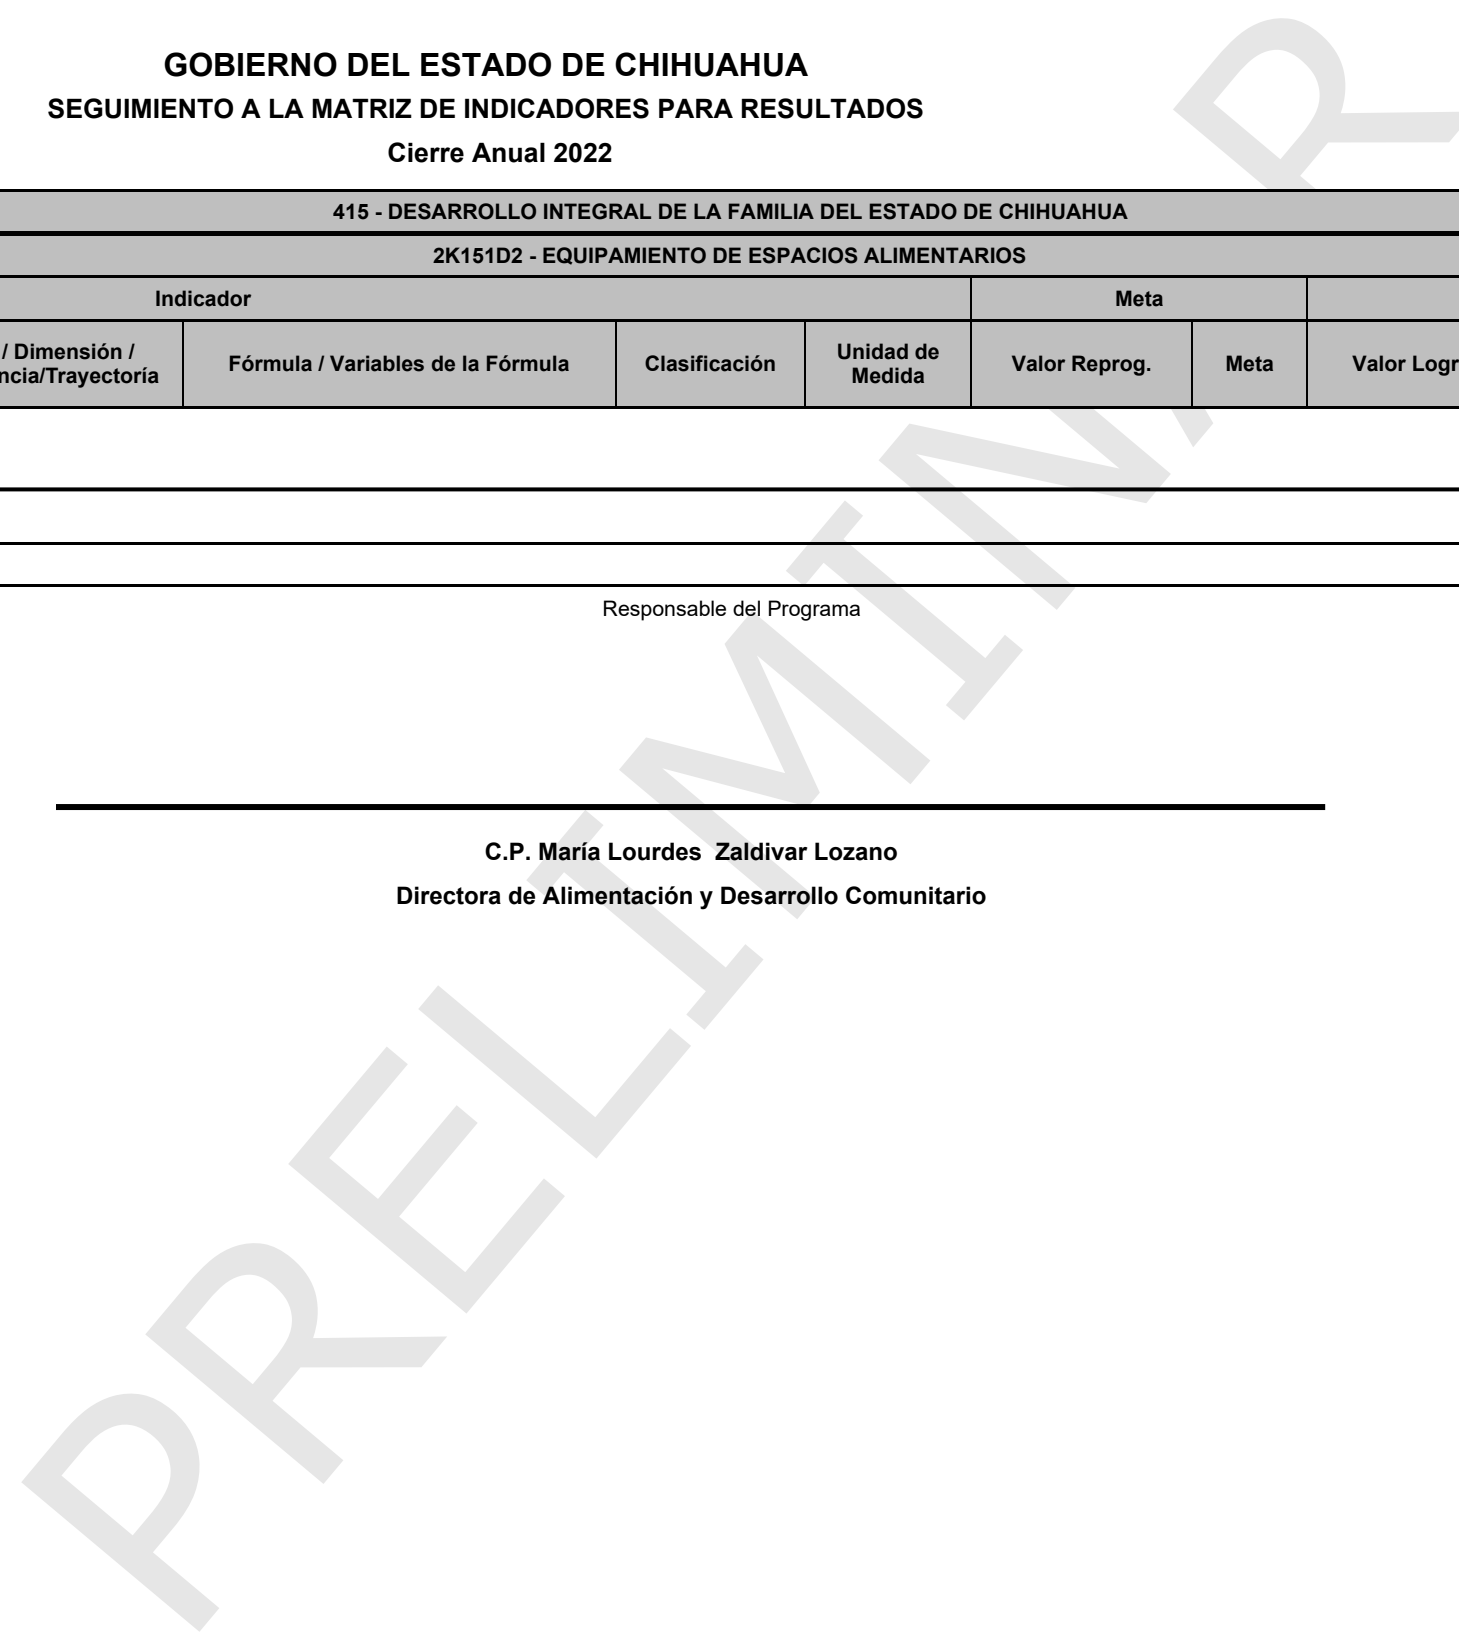 GOBIERNO DEL ESTADO DE CHIHUAHUA
SEGUIMIENTO A LA MATRIZ DE INDICADORES PARA RESULTADOS
Cierre Anual 2022
415 - DESARROLLO INTEGRAL DE LA FAMILIA DEL ESTADO DE CHIHUAHUA
2K151D2 - EQUIPAMIENTO DE ESPACIOS ALIMENTARIOS
Indicador Meta
/ Dimensión /
ncia/Trayectoría
Fórmula / Variables de la Fórmula
Clasificación
Unidad de
Medida
Valor Reprog.
Meta
Valor Logr
Responsable del Programa
C.P. María Lourdes Zaldivar Lozano
Directora de Alimentación y Desarrollo Comunitario
PRELIMINAR